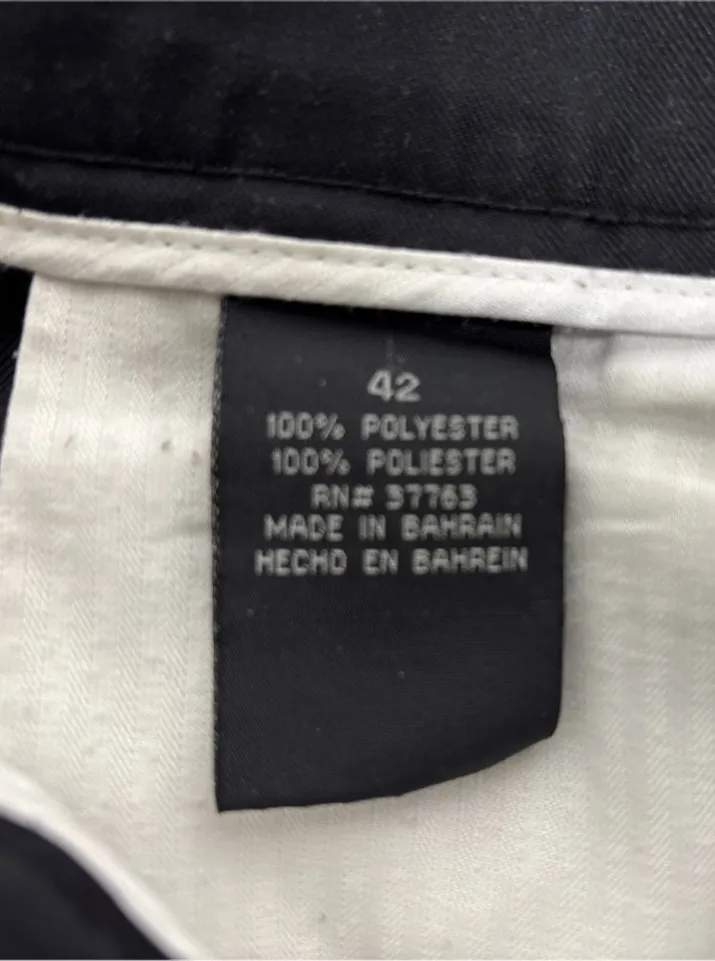 42
100% POLYESTER
100% POLIESTER
RN# 37763
MADE IN BAHRAIN
HECHO EN BAHREIN